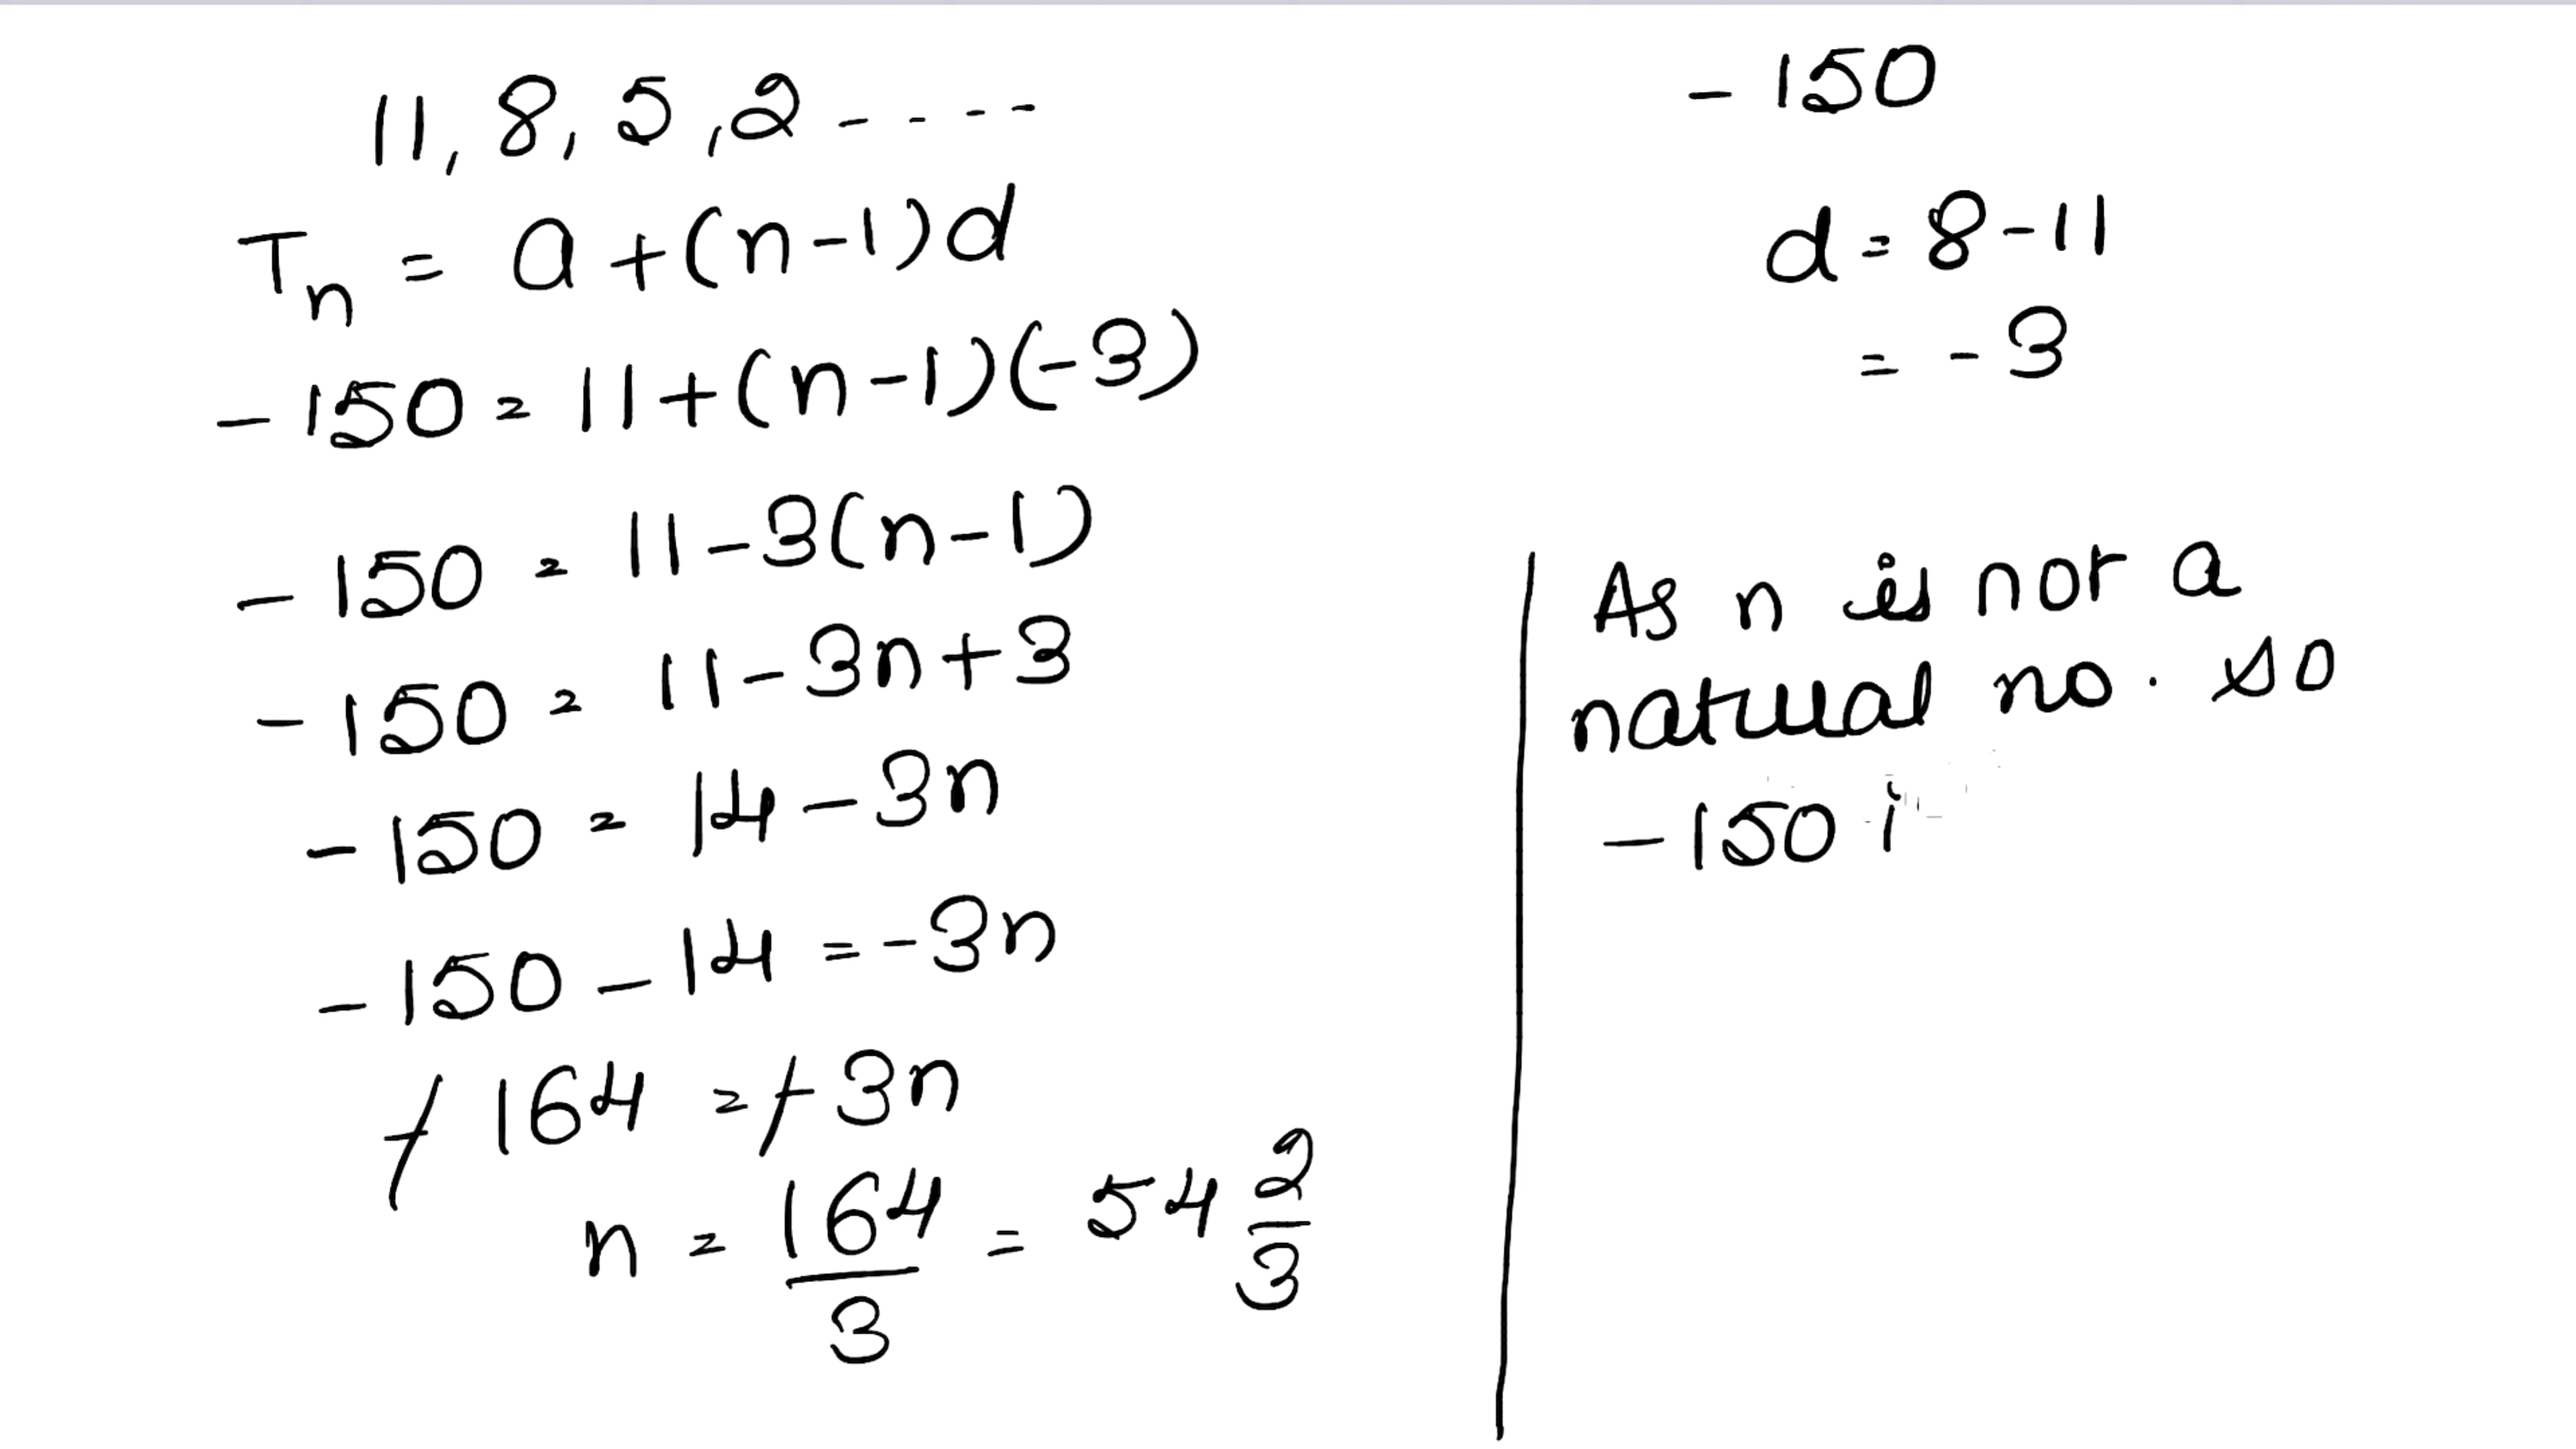 11, 8, 5, 2 - - - -
Tn = a + (n-1)d
-150 = 11 + (n-1)(-3)
-150 = 11 - 3(n-1)
-150 = 11 - 3n + 3
-150 = 14 - 3n
-150 - 14 = -3n
-164 = -3n
n = 164/3 = 54 2/3
-150
d = 8 - 11
= -3
As n is not a
natural no. so
-150 i